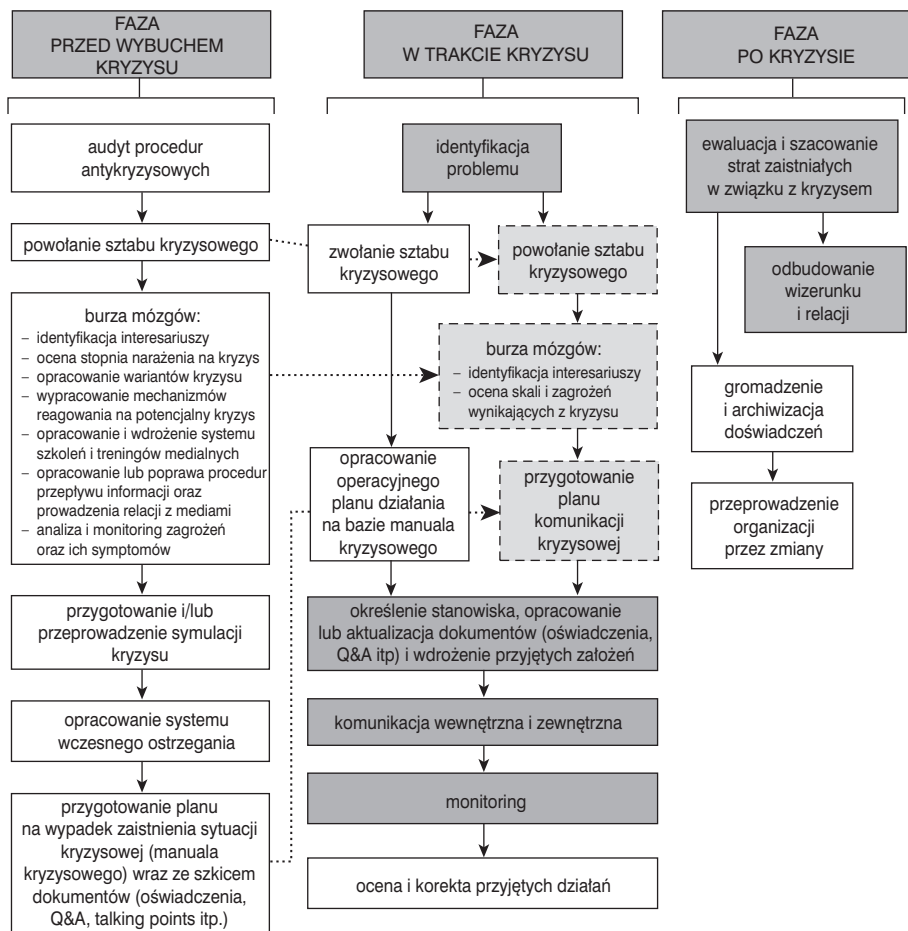 FAZA
PRZED WYBUCHEM
KRYZYSU
audyt procedur
antykryzysowych
powołanie sztabu kryzysowego
burza mózgów:
– identyfikacja interesariuszy
– ocena stopnia narażenia na kryzys
– opracowanie wariantów kryzysu
– wypracowanie mechanizmów
reagowania na potencjalny kryzys
– opracowanie i wdrożenie systemu
szkoleń i treningów medialnych
– opracowanie lub poprawa procedur
przepływu informacji oraz
prowadzenia relacji z mediami
– analiza i monitoring zagrożeń
oraz ich symptomów
przygotowanie i/lub
przeprowadzenie symulacji
kryzysu
opracowanie systemu
wczesnego ostrzegania
przygotowanie planu
na wypadek zaistnienia sytuacji
kryzysowej (manuala
kryzysowego) wraz ze szkicem
dokumentów (oświadczenia,
Q&A, talking points itp.)
FAZA
W TRAKCIE KRYZYSU
identyfikacja
problemu
zwołanie sztabu
kryzysowego
powołanie sztabu
kryzysowego
burza mózgów:
– identyfikacja interesariuszy
– ocena skali i zagrożeń
wynikających z kryzysu
opracowanie
operacyjnego
planu działania
na bazie manuala
kryzysowego
przygotowanie
planu
komunikacji
kryzysowej
określenie stanowiska, opracowanie
lub aktualizacja dokumentów (oświadczenia,
Q&A itp) i wdrożenie przyjętych założeń
komunikacja wewnętrzna i zewnętrzna
monitoring
ocena i korekta przyjętych działań
FAZA
PO KRYZYSIE
ewaluacja i szacowanie
strat zaistniałych
w związku z kryzysem
odbudowanie
wizerunku
i relacji
gromadzenie
i archiwizacja
doświadczeń
przeprowadzenie
organizacji
przez zmiany